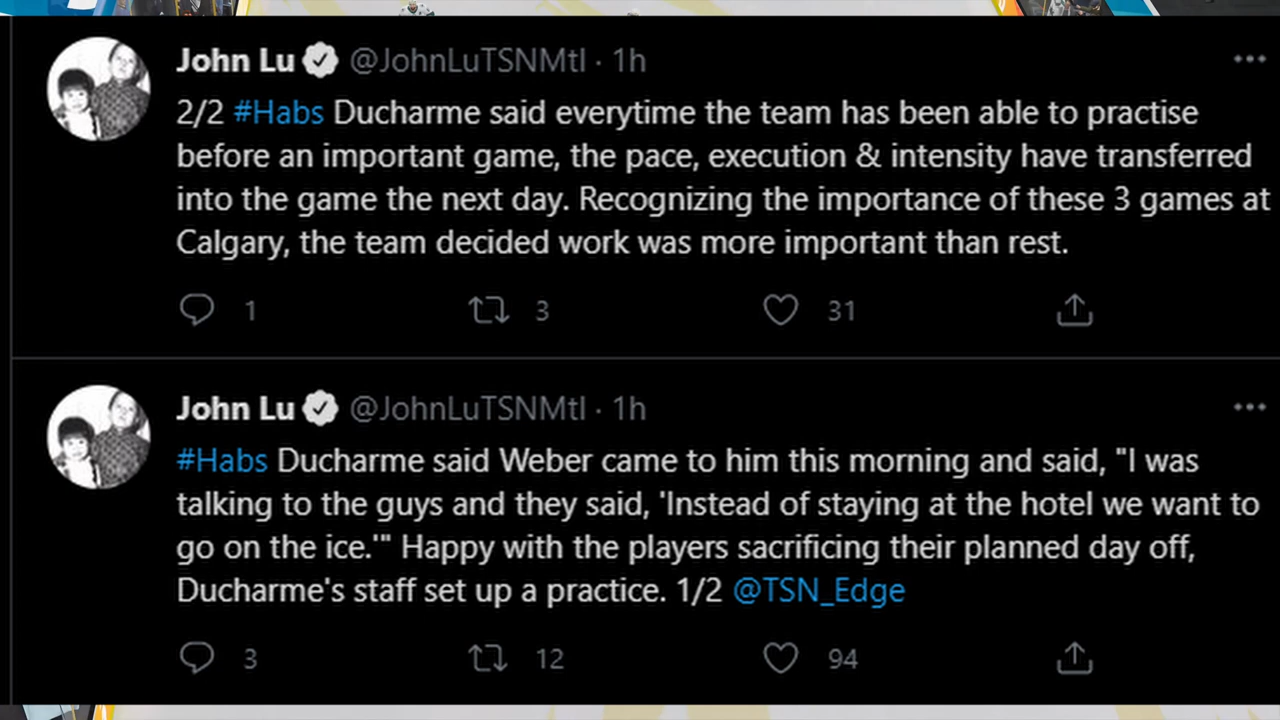 John Lu @JohnLuTSNMtl · 1h
2/2 #Habs Ducharme said everytime the team has been able to practise
before an important game, the pace, execution & intensity have transferred
into the game the next day. Recognizing the importance of these 3 games at
Calgary, the team decided work was more important than rest.
1 3 31
John Lu @JohnLuTSNMtl · 1h
#Habs Ducharme said Weber came to him this morning and said, "I was
talking to the guys and they said, 'Instead of staying at the hotel we want to
go on the ice.'" Happy with the players sacrificing their planned day off,
Ducharme's staff set up a practice. 1/2 @TSN_Edge
3 12 94